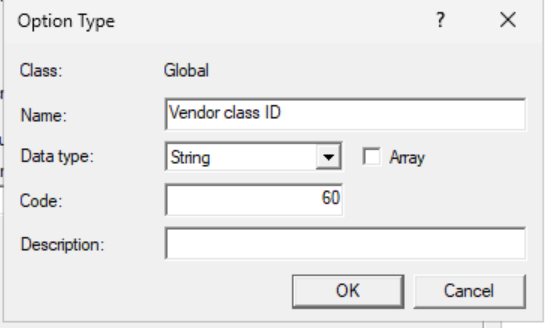 Option Type ?
Class: Global
Name: Vendor class ID
Data type: String Array
Code: 60
Description:
OK Cancel